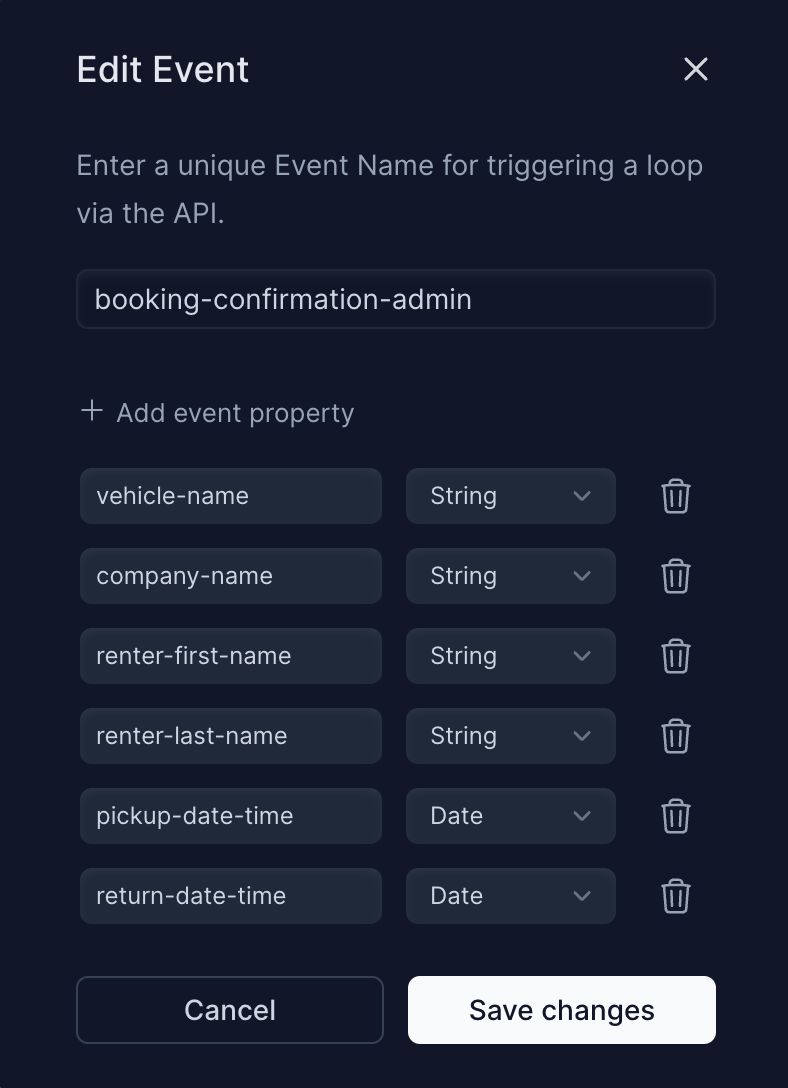 Edit Event
Enter a unique Event Name for triggering a loop
via the API.
booking-confirmation-admin
Add event property
vehicle-name String
company-name String
renter-first-name String
renter-last-name String
pickup-date-time Date
return-date-time Date
Cancel Save changes